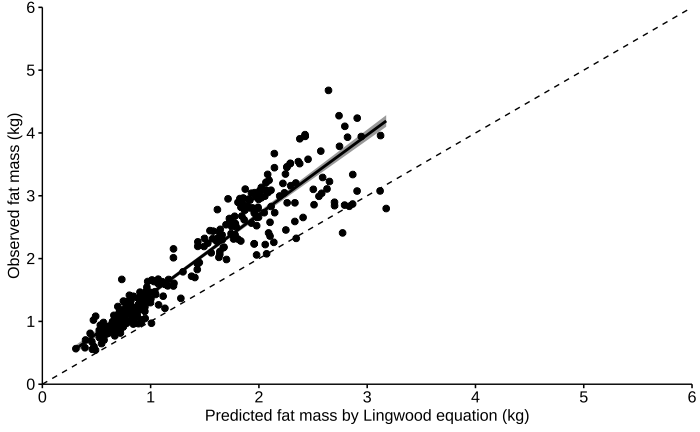 6
5
4
3
2
1
0
Observed fat mass (kg)
0 1 2 3 4 5 6
Predicted fat mass by Lingwood equation (kg)